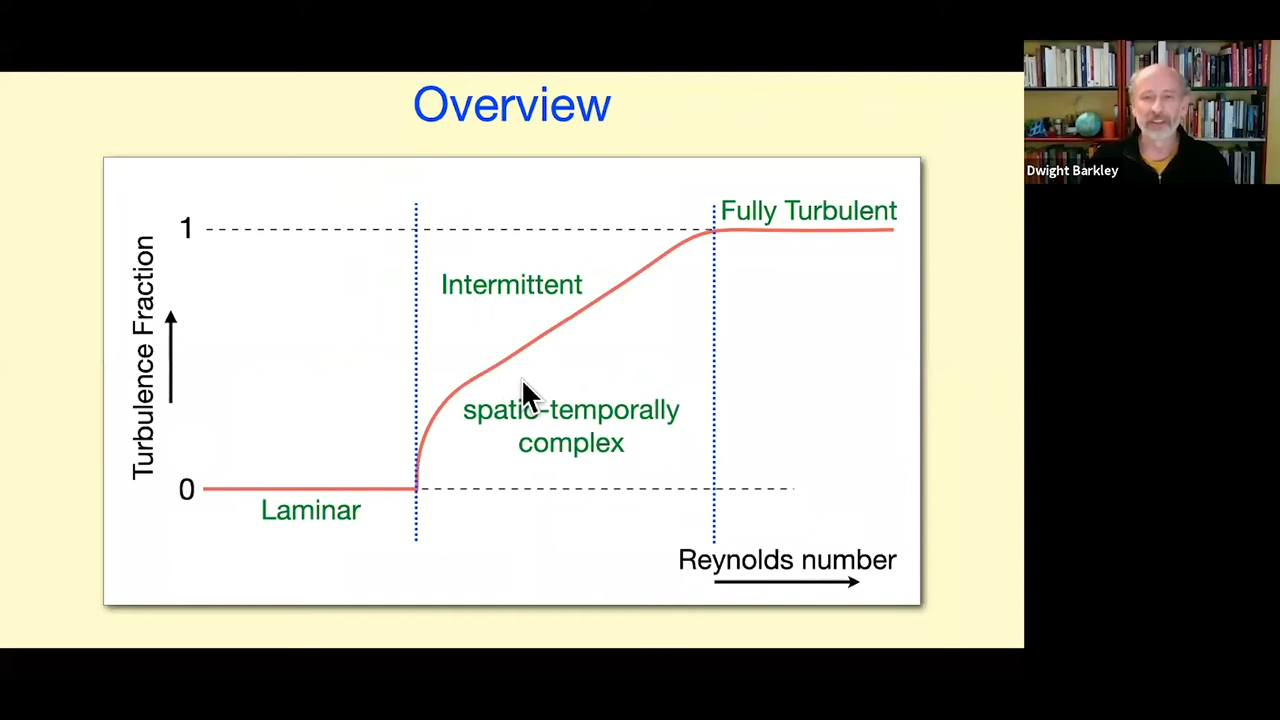 Overview
Dwight Barkley
Fully Turbulent
1
Intermittent
Turbulence Fraction
spatio-temporally
complex
0
Laminar
Reynolds number